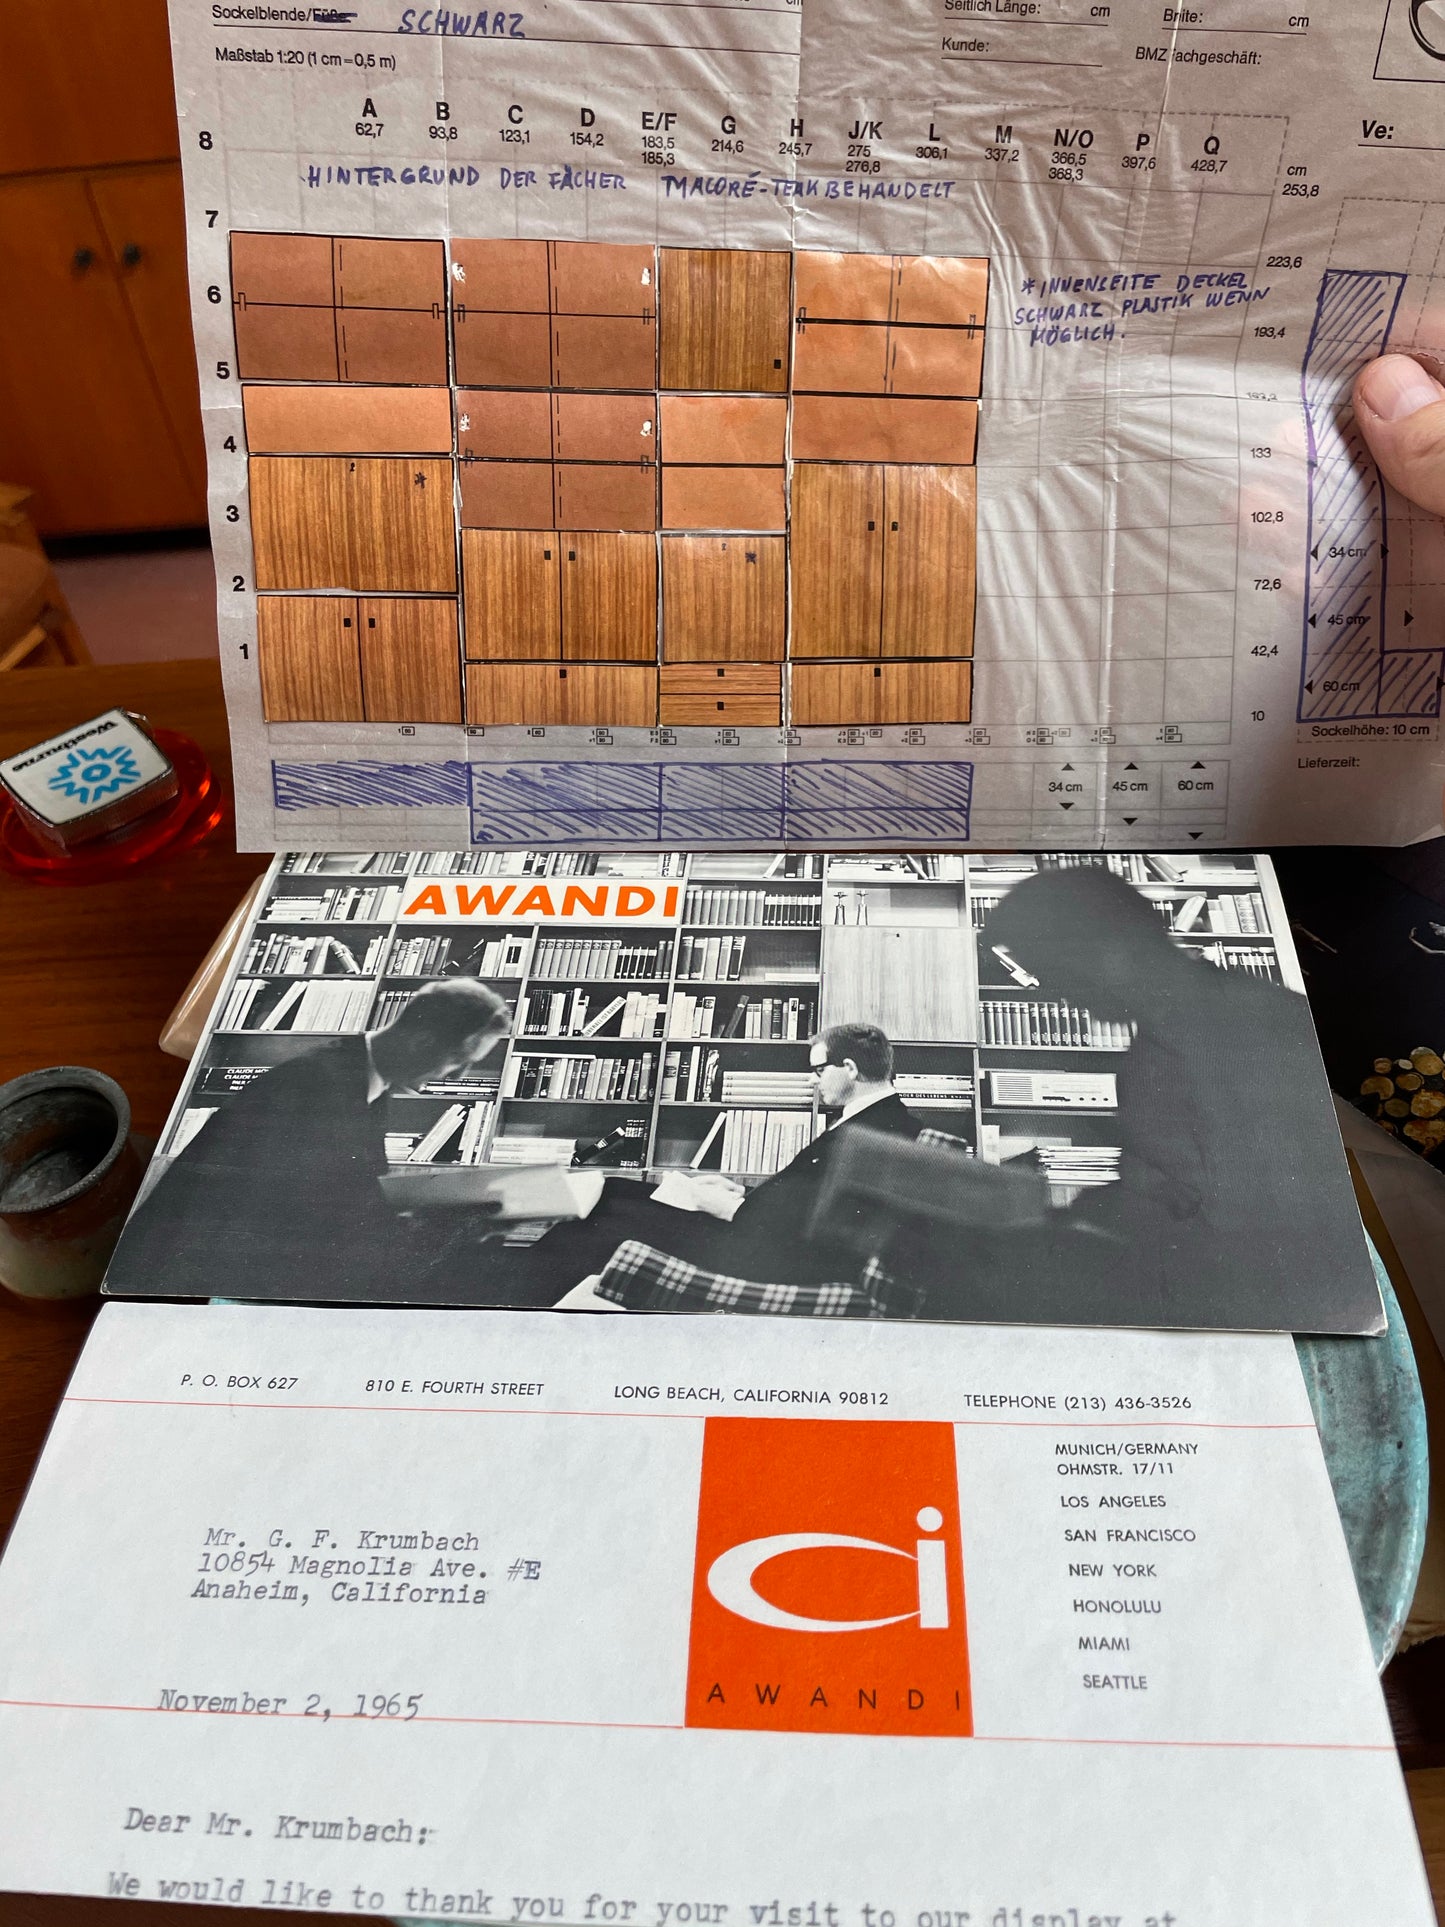 Sockelblende/Füße SCHWARZ
Seitlich Länge: cm
Breite: cm
Maßstab 1:20 (1 cm=0,5 m)
Kunde:
BMZ Fachgeschäft:
Ve:
A B C D E/F G H J/K L M N/O P Q
62,7 93,8 123,1 154,2 183,5 214,6 245,7 275 306,1 337,2 366,5 397,6 428,7 cm
185,3 276,8 368,3
8
253,8
HINTERGRUND DER FÄCHER MACORÉ-TEAK BEHANDELT
7
223,6
6
* INNENSEITE DECKEL
SCHWARZ PLASTIK WENN
MÖGLICH.
193,4
5
163,2
4
133
3
102,8
34 cm
2
72,6
45 cm
1
42,4
60 cm
10
Sockelhöhe: 10 cm
Lieferzeit:
34 cm 45 cm 60 cm
Westburne
AWANDI
P. O. BOX 627 810 E. FOURTH STREET LONG BEACH, CALIFORNIA 90812 TELEPHONE (213) 436-3526
MUNICH/GERMANY
OHMSTR. 17/11
LOS ANGELES
SAN FRANCISCO
NEW YORK
HONOLULU
MIAMI
SEATTLE
Mr. G. F. Krumbach
10854 Magnolia Ave. #E
Anaheim, California
ci
AWANDI
November 2, 1965
Dear Mr. Krumbach:
We would like to thank you for your visit to our display at